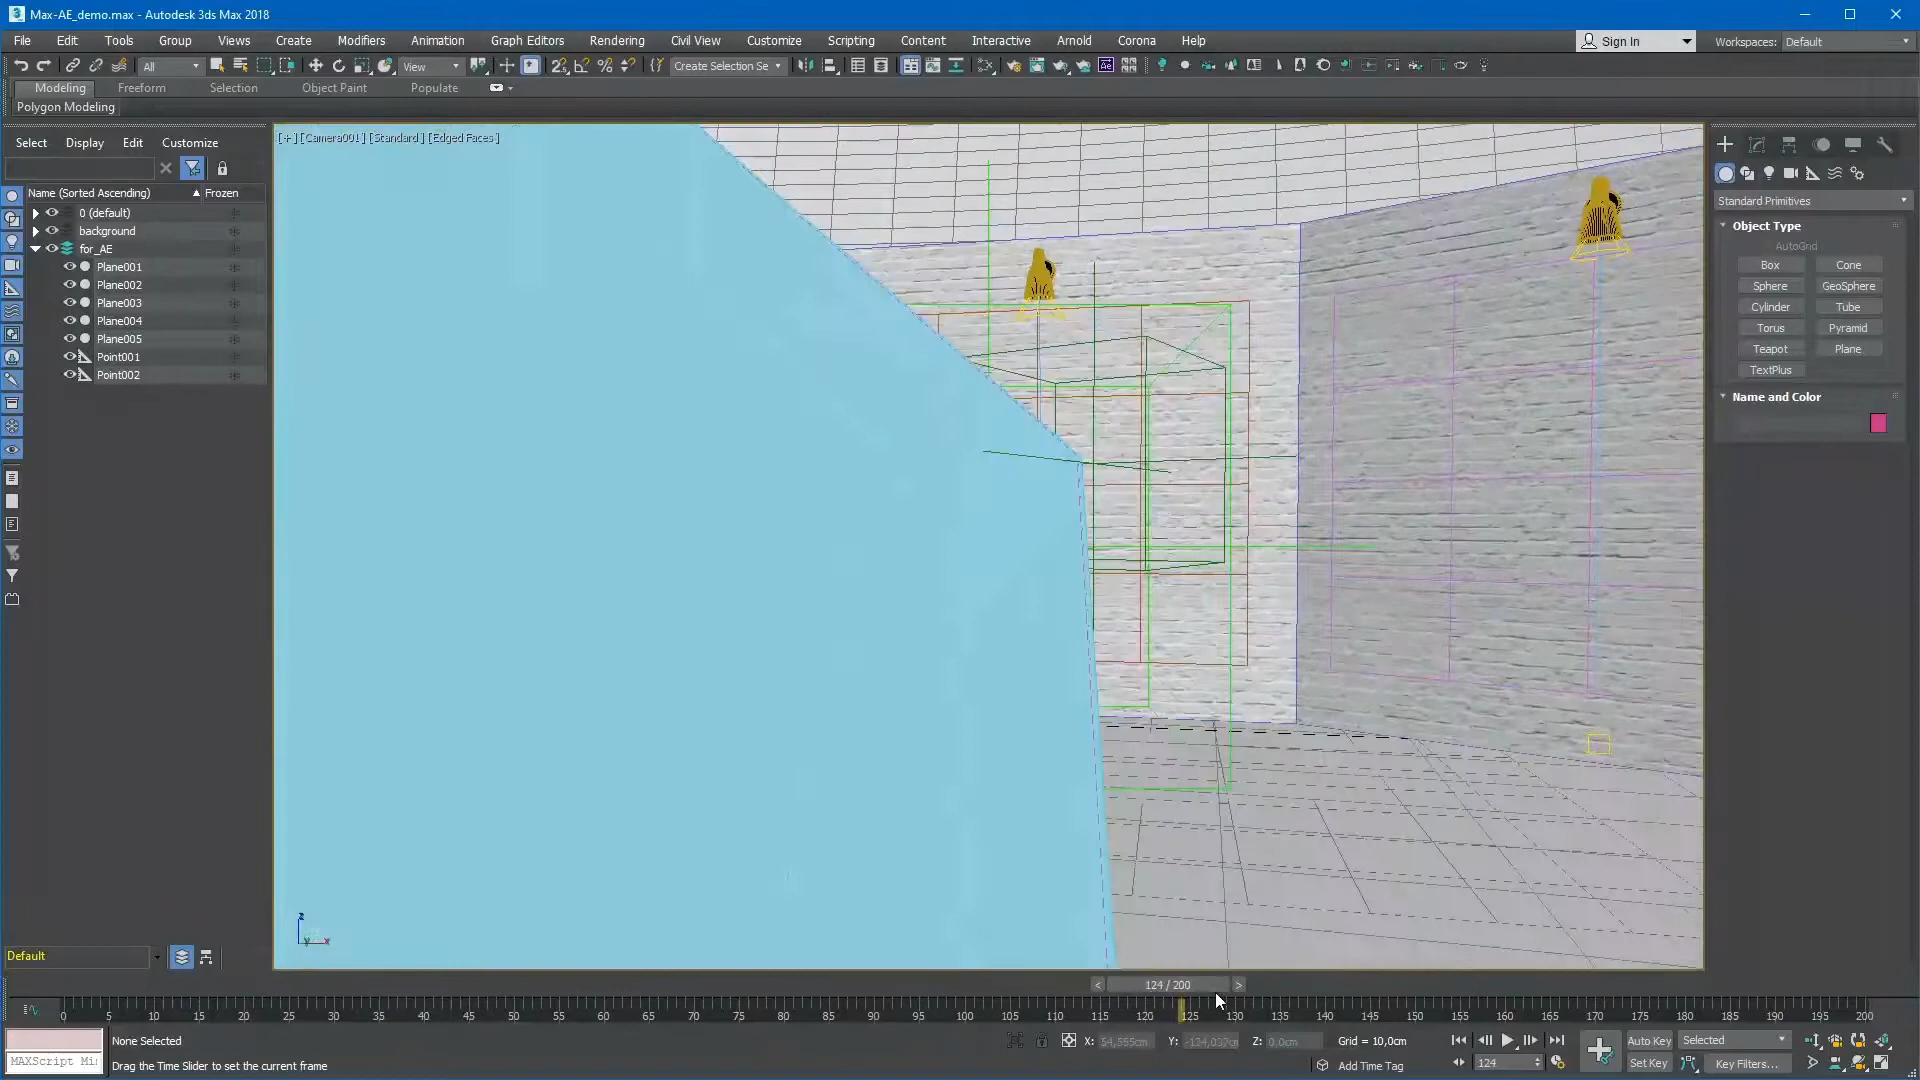 Max-AE_demo.max - Autodesk 3ds Max 2018
File Edit Tools Group Views Create Modifiers Animation Graph Editors Rendering Civil View Customize Scripting Content Interactive Arnold Corona Help
Sign In
Workspaces: Default
All
View
Create Selection Se
Modeling Freeform Selection Object Paint Populate
Polygon Modeling
Select Display Edit Customize
[+] [Camera001] [Standard] [Edged Faces]
Name (Sorted Ascending) Frozen
0 (default)
background
for_AE
Plane001
Plane002
Plane003
Plane004
Plane005
Point001
Point002
Standard Primitives
Object Type
AutoGrid
Box Cone
Sphere GeoSphere
Cylinder Tube
Torus Pyramid
Teapot Plane
TextPlus
Name and Color
z
y x
Default
< 124 / 200 >
0 5 10 15 20 25 30 35 40 45 50 55 60 65 70 75 80 85 90 95 100 105 110 115 120 125 130 135 140 145 150 155 160 165 170 175 180 185 190 195 200
None Selected
X: 54,555cm Y: Z: 0,0cm Grid = 10,0cm
Auto Key Selected
MAXScript Mi
Drag the Time Slider to set the current frame
Add Time Tag
124
Set Key Key Filters...